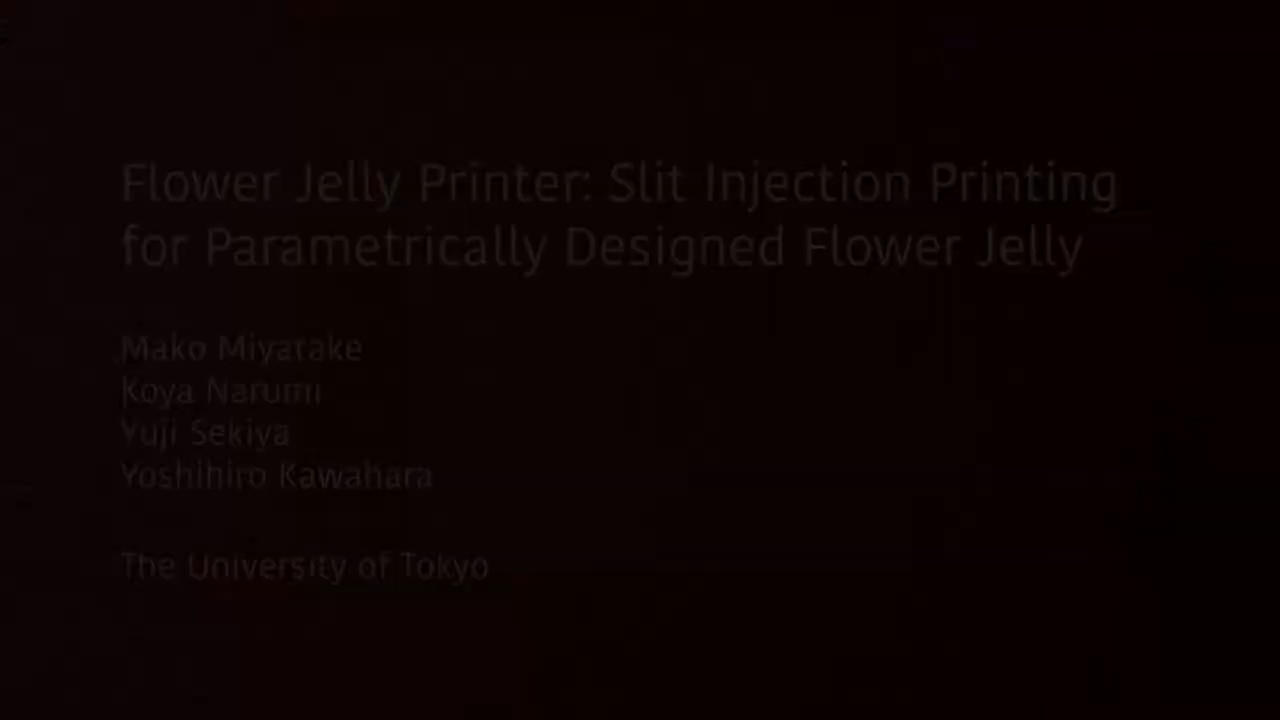 Flower Jelly Printer: Slit Injection Printing
for Parametrically Designed Flower Jelly
Mako Miyatake
Koya Narumi
Yuji Sekiya
Yoshihiro Kawahara
The University of Tokyo